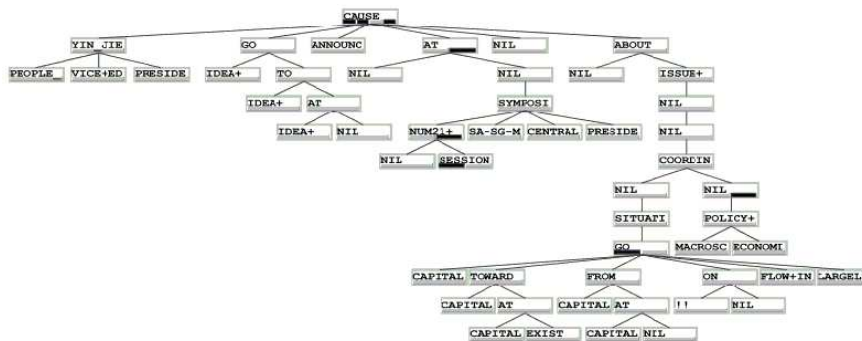 CAUSE
YIN JIE GO ANNOUNC AT NIL ABOUT
PEOPLE_ VICE+ED PRESIDE IDEA+ TO NIL NIL NIL ISSUE+
IDEA+ AT SYMPOSI NIL
IDEA+ NIL NUM21+ SA-SG-M CENTRAL PRESIDE NIL
NIL SESSION COORDIN
NIL NIL
SITUATI POLICY+
GO MACROSC ECONOMI
CAPITAL TOWARD FROM ON FLOW+IN LARGEL
CAPITAL AT CAPITAL AT !! NIL
CAPITAL EXIST CAPITAL NIL